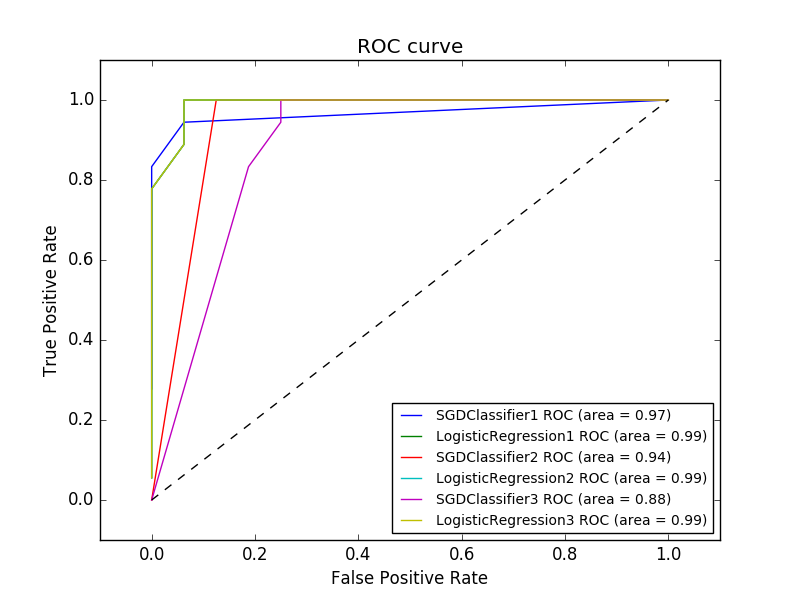 ROC curve
1.0
0.8
0.6
0.4
0.2
0.0
True Positive Rate
SGDClassifier1 ROC (area = 0.97)
LogisticRegression1 ROC (area = 0.99)
SGDClassifier2 ROC (area = 0.94)
LogisticRegression2 ROC (area = 0.99)
SGDClassifier3 ROC (area = 0.88)
LogisticRegression3 ROC (area = 0.99)
0.0 0.2 0.4 0.6 0.8 1.0
False Positive Rate